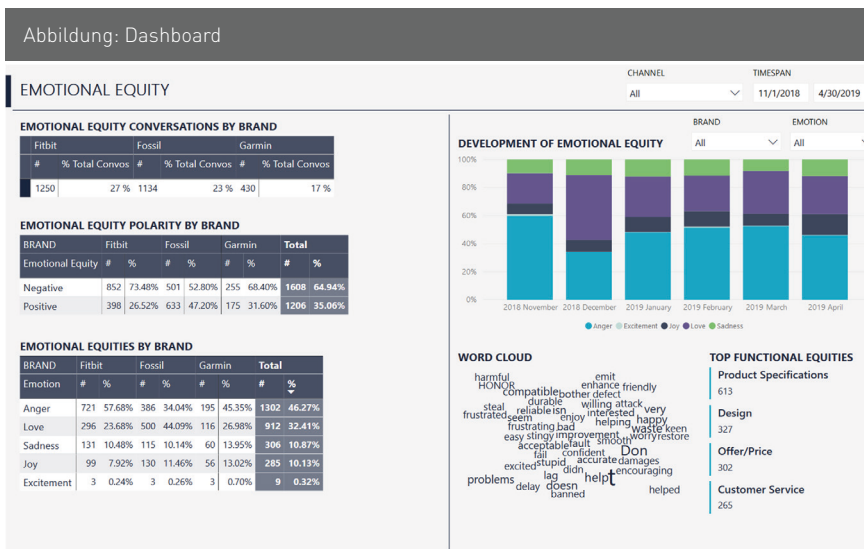 Abbildung: Dashboard
EMOTIONAL EQUITY
CHANNEL
All
TIMESPAN
11/1/2018 4/30/2019
EMOTIONAL EQUITY CONVERSATIONS BY BRAND
Fitbit Fossil Garmin
# % Total Convos # % Total Convos # % Total Convos
1250 27 % 1134 23 % 430 17 %
EMOTIONAL EQUITY POLARITY BY BRAND
BRAND Fitbit Fossil Garmin Total
Emotional Equity # % # % # % # %
Negative 852 73.48% 501 52.80% 255 68.40% 1608 64.94%
Positive 398 26.52% 633 47.20% 175 31.60% 1206 35.06%
EMOTIONAL EQUITIES BY BRAND
BRAND Fitbit Fossil Garmin Total
Emotion # % # % # % # %
Anger 721 57.68% 386 34.04% 195 45.35% 1302 46.27%
Love 296 23.68% 500 44.09% 116 26.98% 912 32.41%
Sadness 131 10.48% 115 10.14% 60 13.95% 306 10.87%
Joy 99 7.92% 130 11.46% 56 13.02% 285 10.13%
Excitement 3 0.24% 3 0.26% 3 0.70% 9 0.32%
BRAND
All
EMOTION
All
DEVELOPMENT OF EMOTIONAL EQUITY
100%
80%
60%
40%
20%
0%
2018 November 2018 December 2019 January 2019 February 2019 March 2019 April
Anger Excitement Joy Love Sadness
WORD CLOUD
harmful emit
HONOR enhance friendly
compatible bother defect
durable willing attack
steal reliable isn interested very
frustrated seem enjoy helping happy
frustrating bad waste keen
easy stingy improvement worry restore
acceptable fault smooth
fail confident Don
excited stupid accurate damages
didn encouraging
problems lag help t
delay doesn helped
banned
TOP FUNCTIONAL EQUITIES
Product Specifications
613
Design
327
Offer/Price
302
Customer Service
265